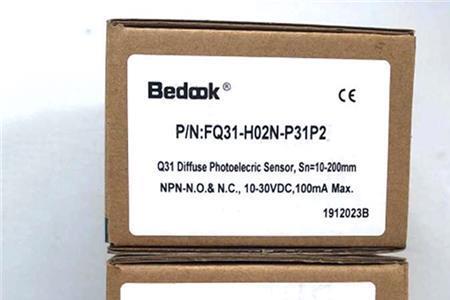 Bedook®
CE
P/N:FQ31-H02N-P31P2
Q31 Diffuse Photoelecric Sensor, Sn=10-200mm
NPN-N.O.& N.C., 10-30VDC,100mA Max.
1912023B